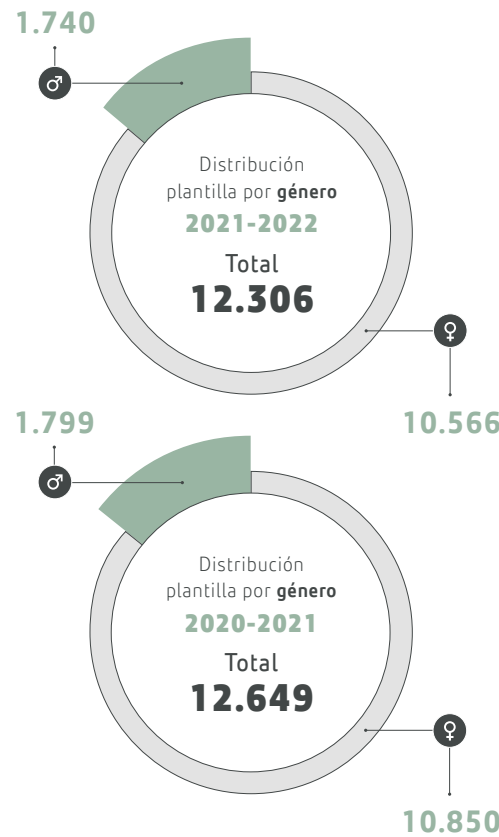 1.740
Distribución
plantilla por género
2021-2022
Total
12.306
10.566
1.799
Distribución
plantilla por género
2020-2021
Total
12.649
10.850